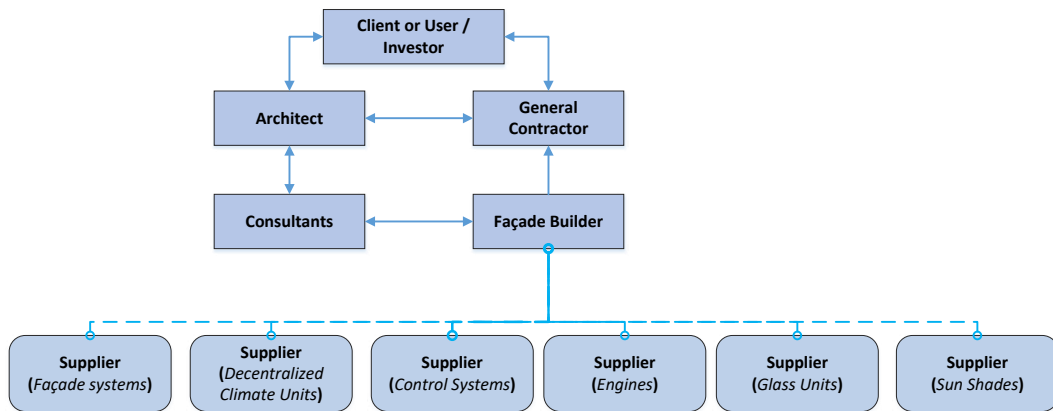 Client or User /
Investor
Architect
General
Contractor
Consultants
Façade Builder
Supplier
(Façade systems)
Supplier
(Decentralized
Climate Units)
Supplier
(Control Systems)
Supplier
(Engines)
Supplier
(Glass Units)
Supplier
(Sun Shades)